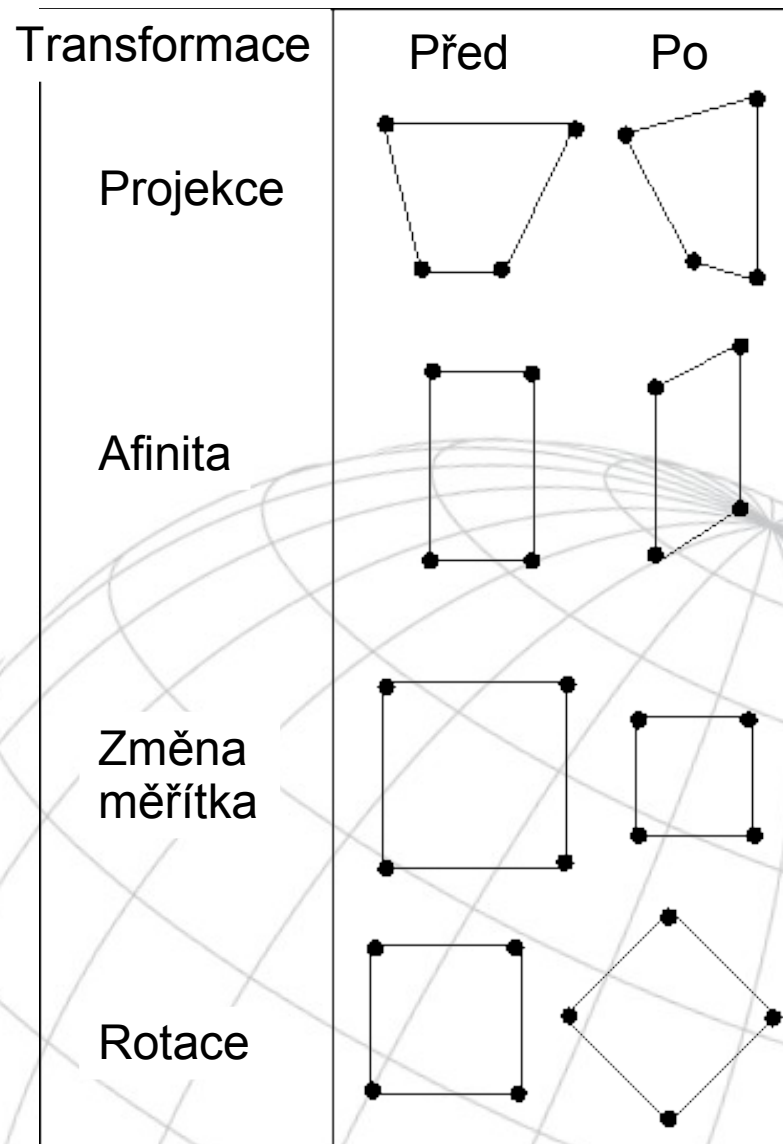 Transformace Před Po
Projekce
Afinita
Změna
měřítka
Rotace